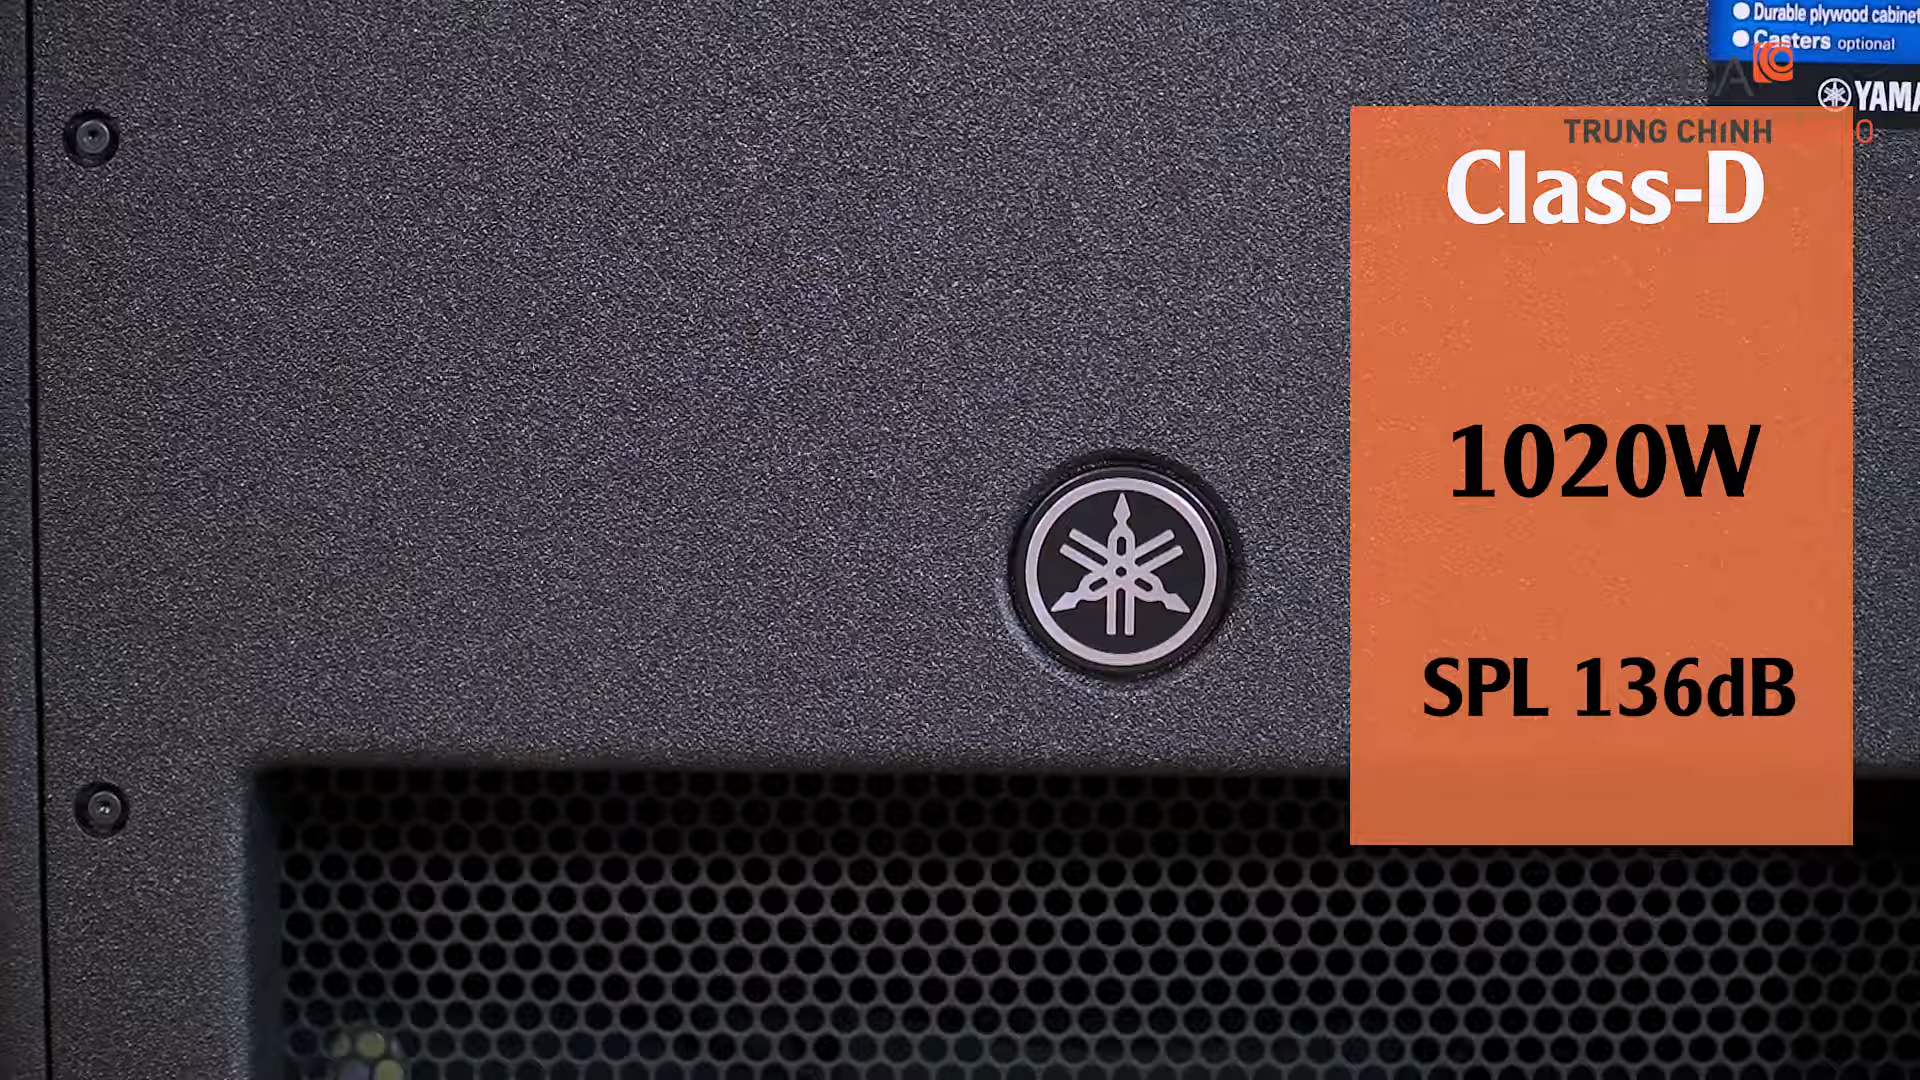 Durable plywood cabinet
Casters optional
YAMA
TRUNG CHINH
Class-D
1020W
SPL 136dB